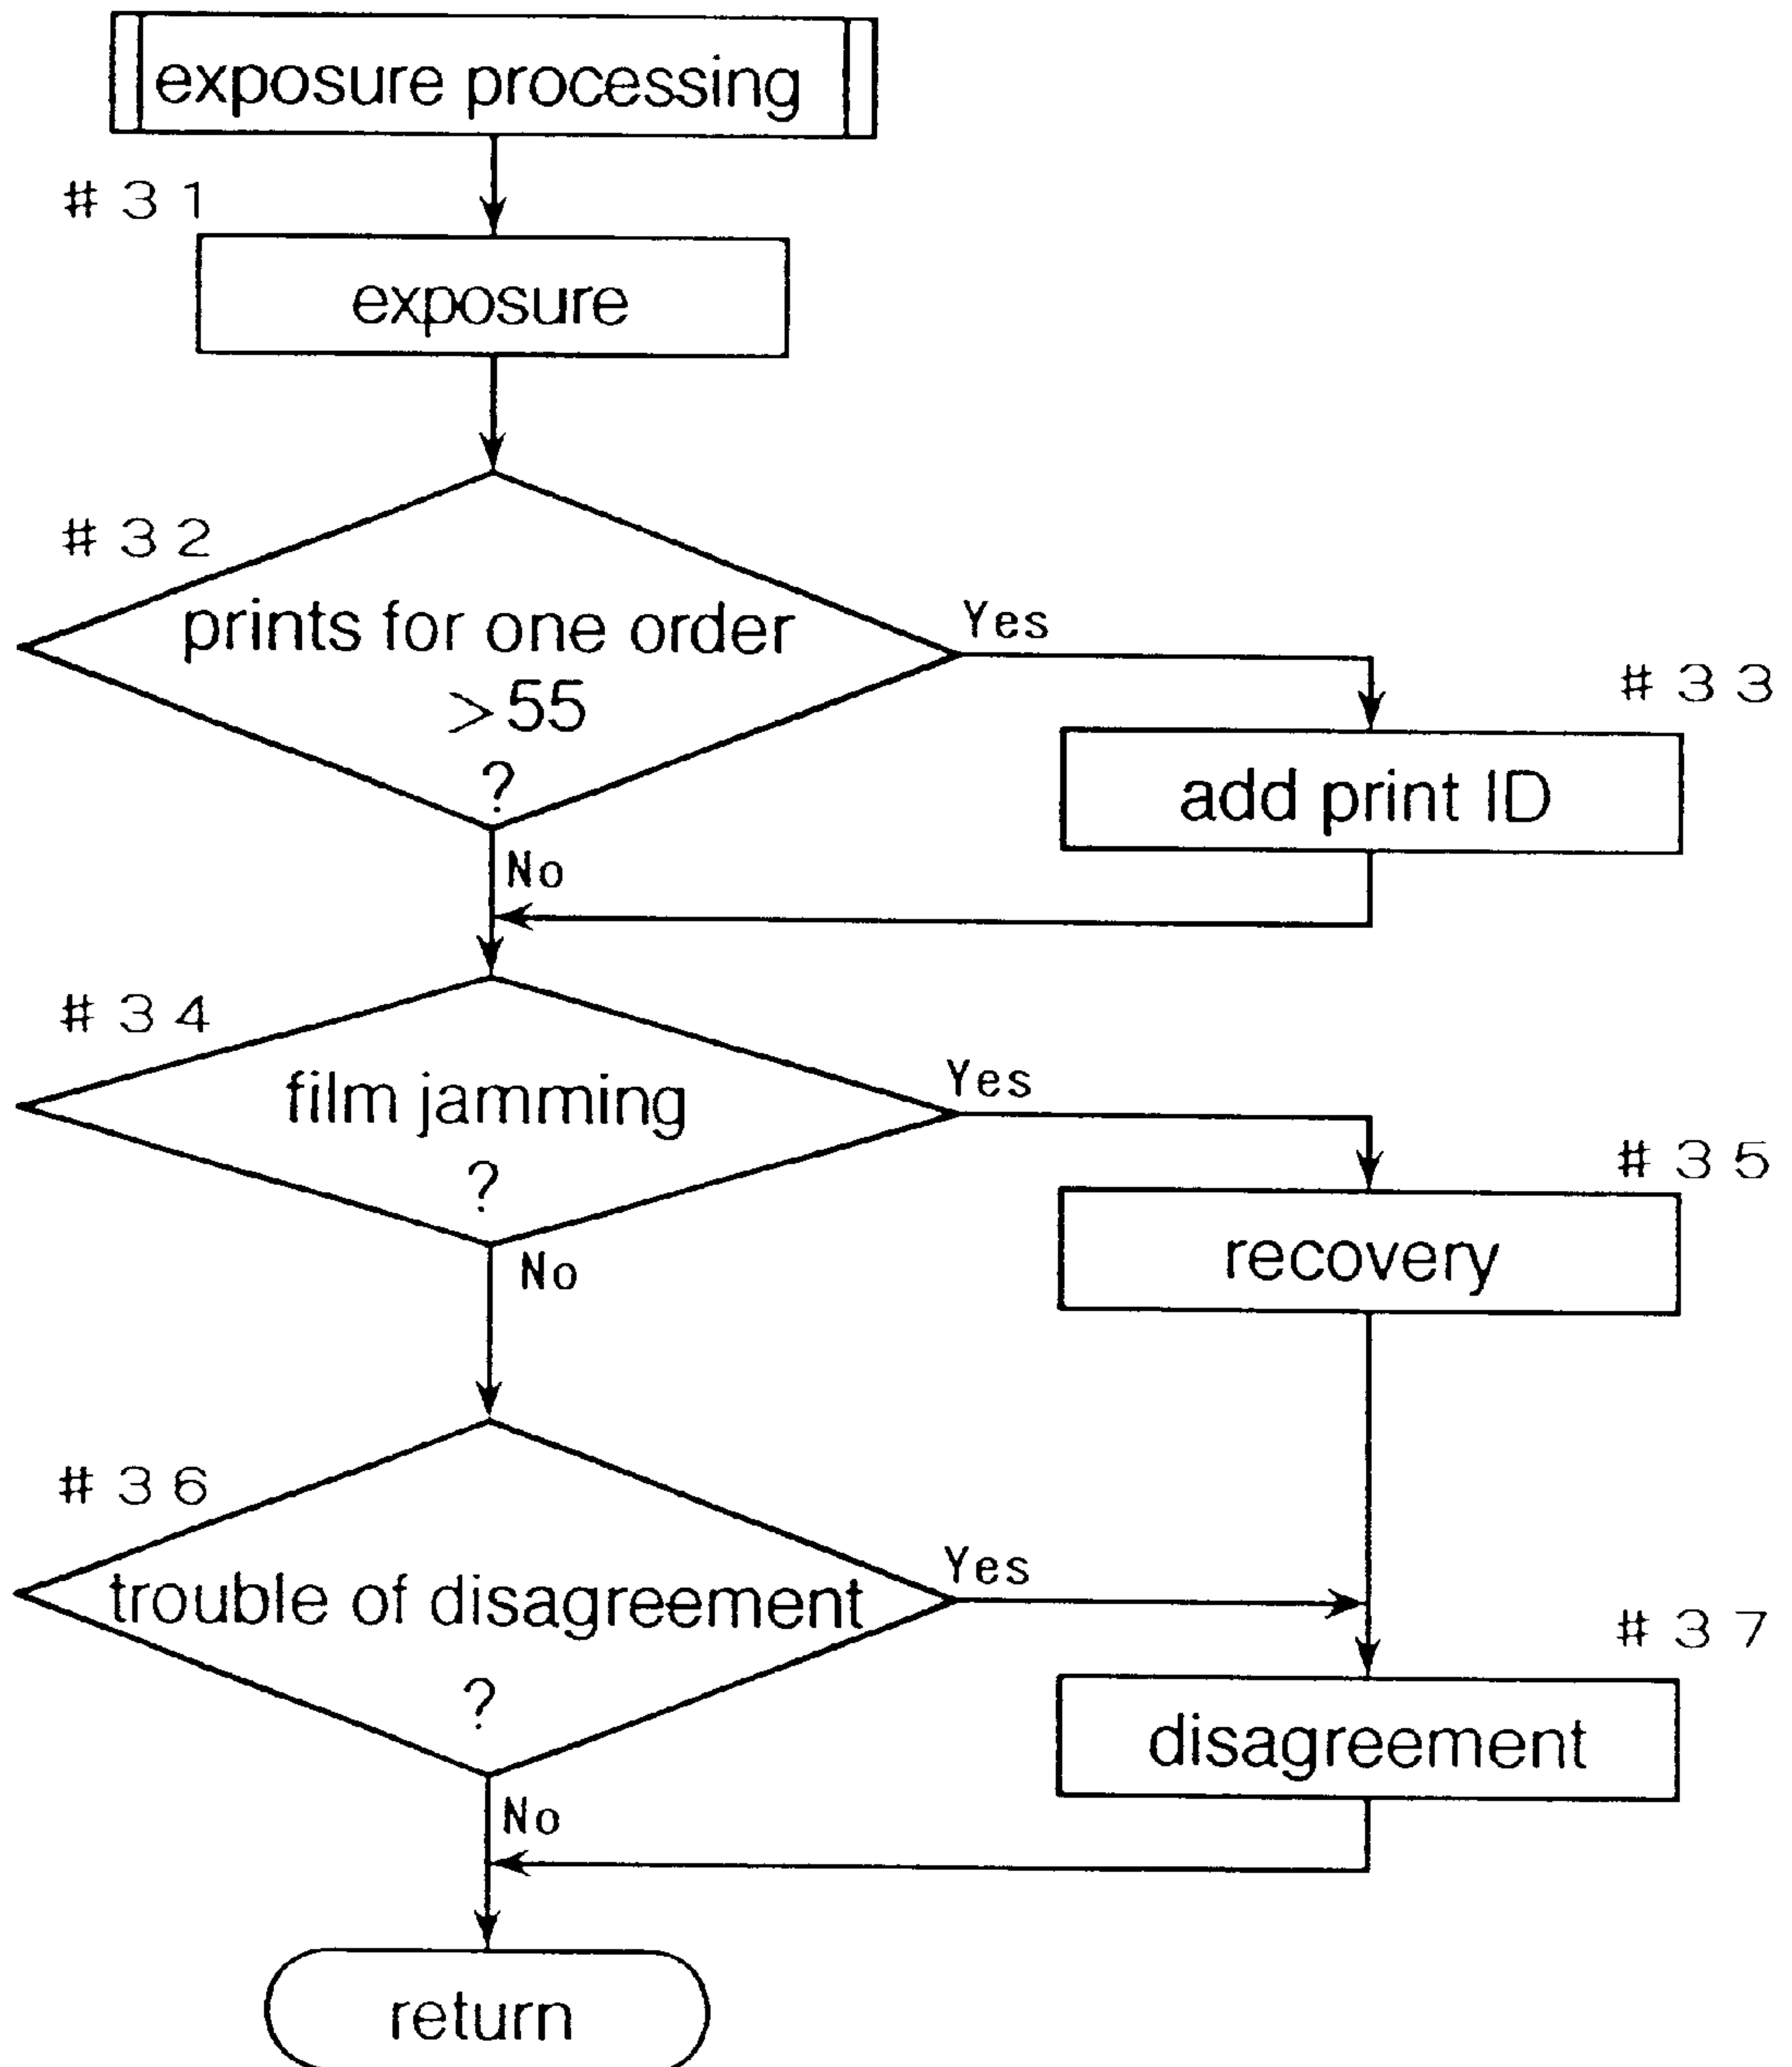 exposure processing
#31
exposure
#32
prints for one order
>55
?
Yes
#33
add print ID
No
#34
film jamming
?
Yes
#35
recovery
No
#36
trouble of disagreement
?
Yes
#37
disagreement
No
return